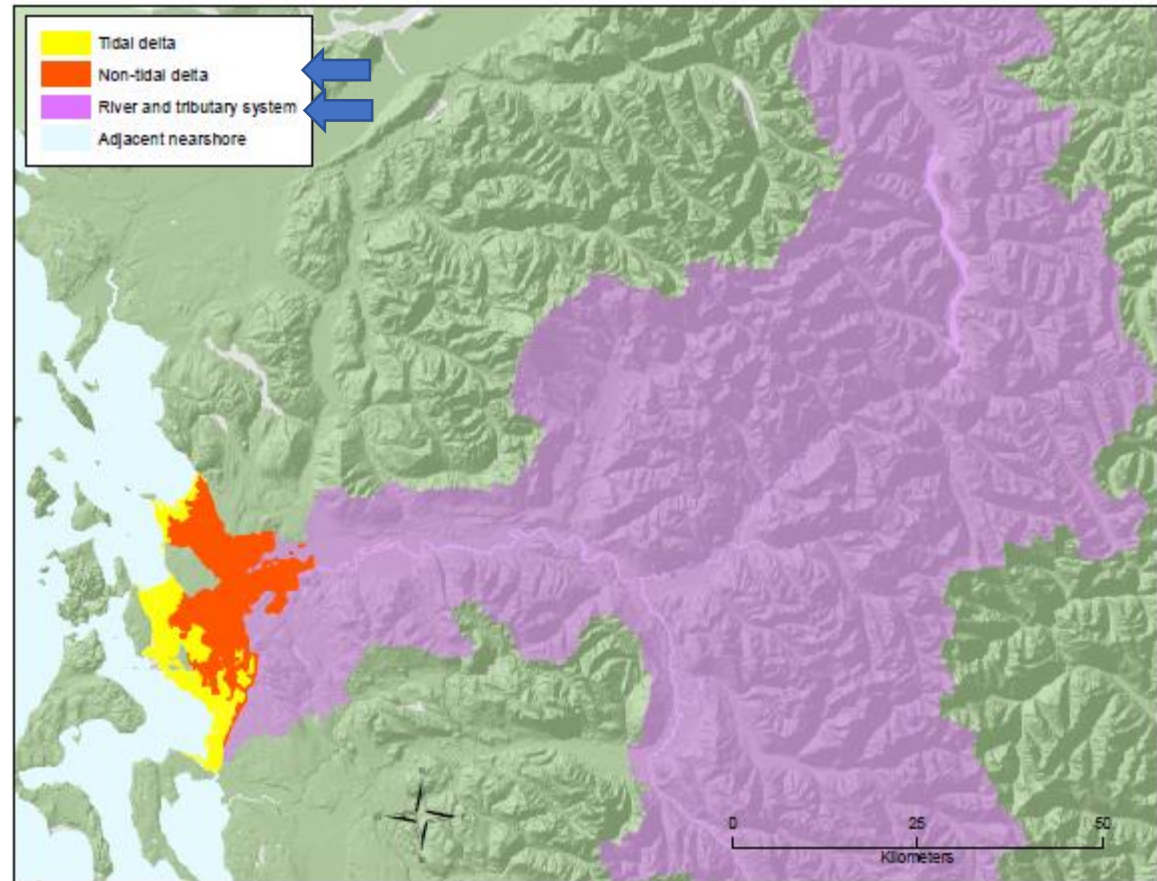 Tidal delta
Non-tidal delta
River and tributary system
Adjacent nearshore
0 25 50
Kilometers